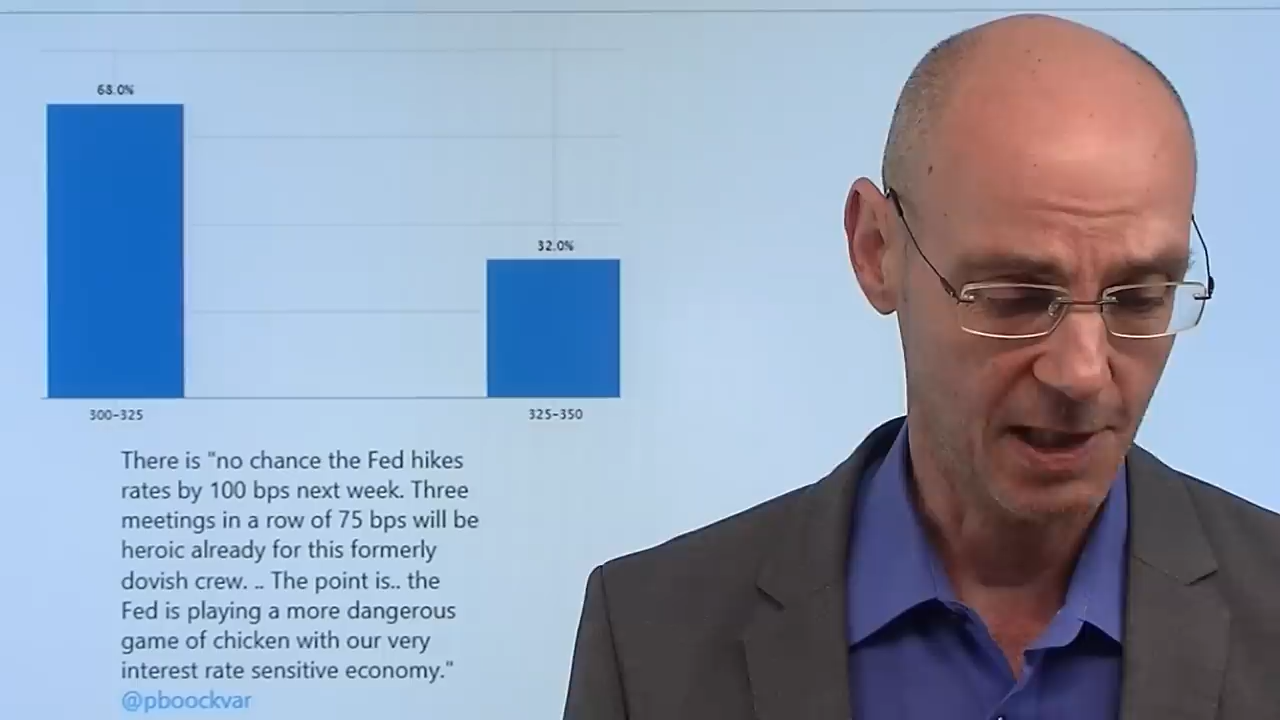 68.0%
32.0%
300-325
325-350
There is "no chance the Fed hikes
rates by 100 bps next week. Three
meetings in a row of 75 bps will be
heroic already for this formerly
dovish crew. .. The point is.. the
Fed is playing a more dangerous
game of chicken with our very
interest rate sensitive economy."
@pboockvar